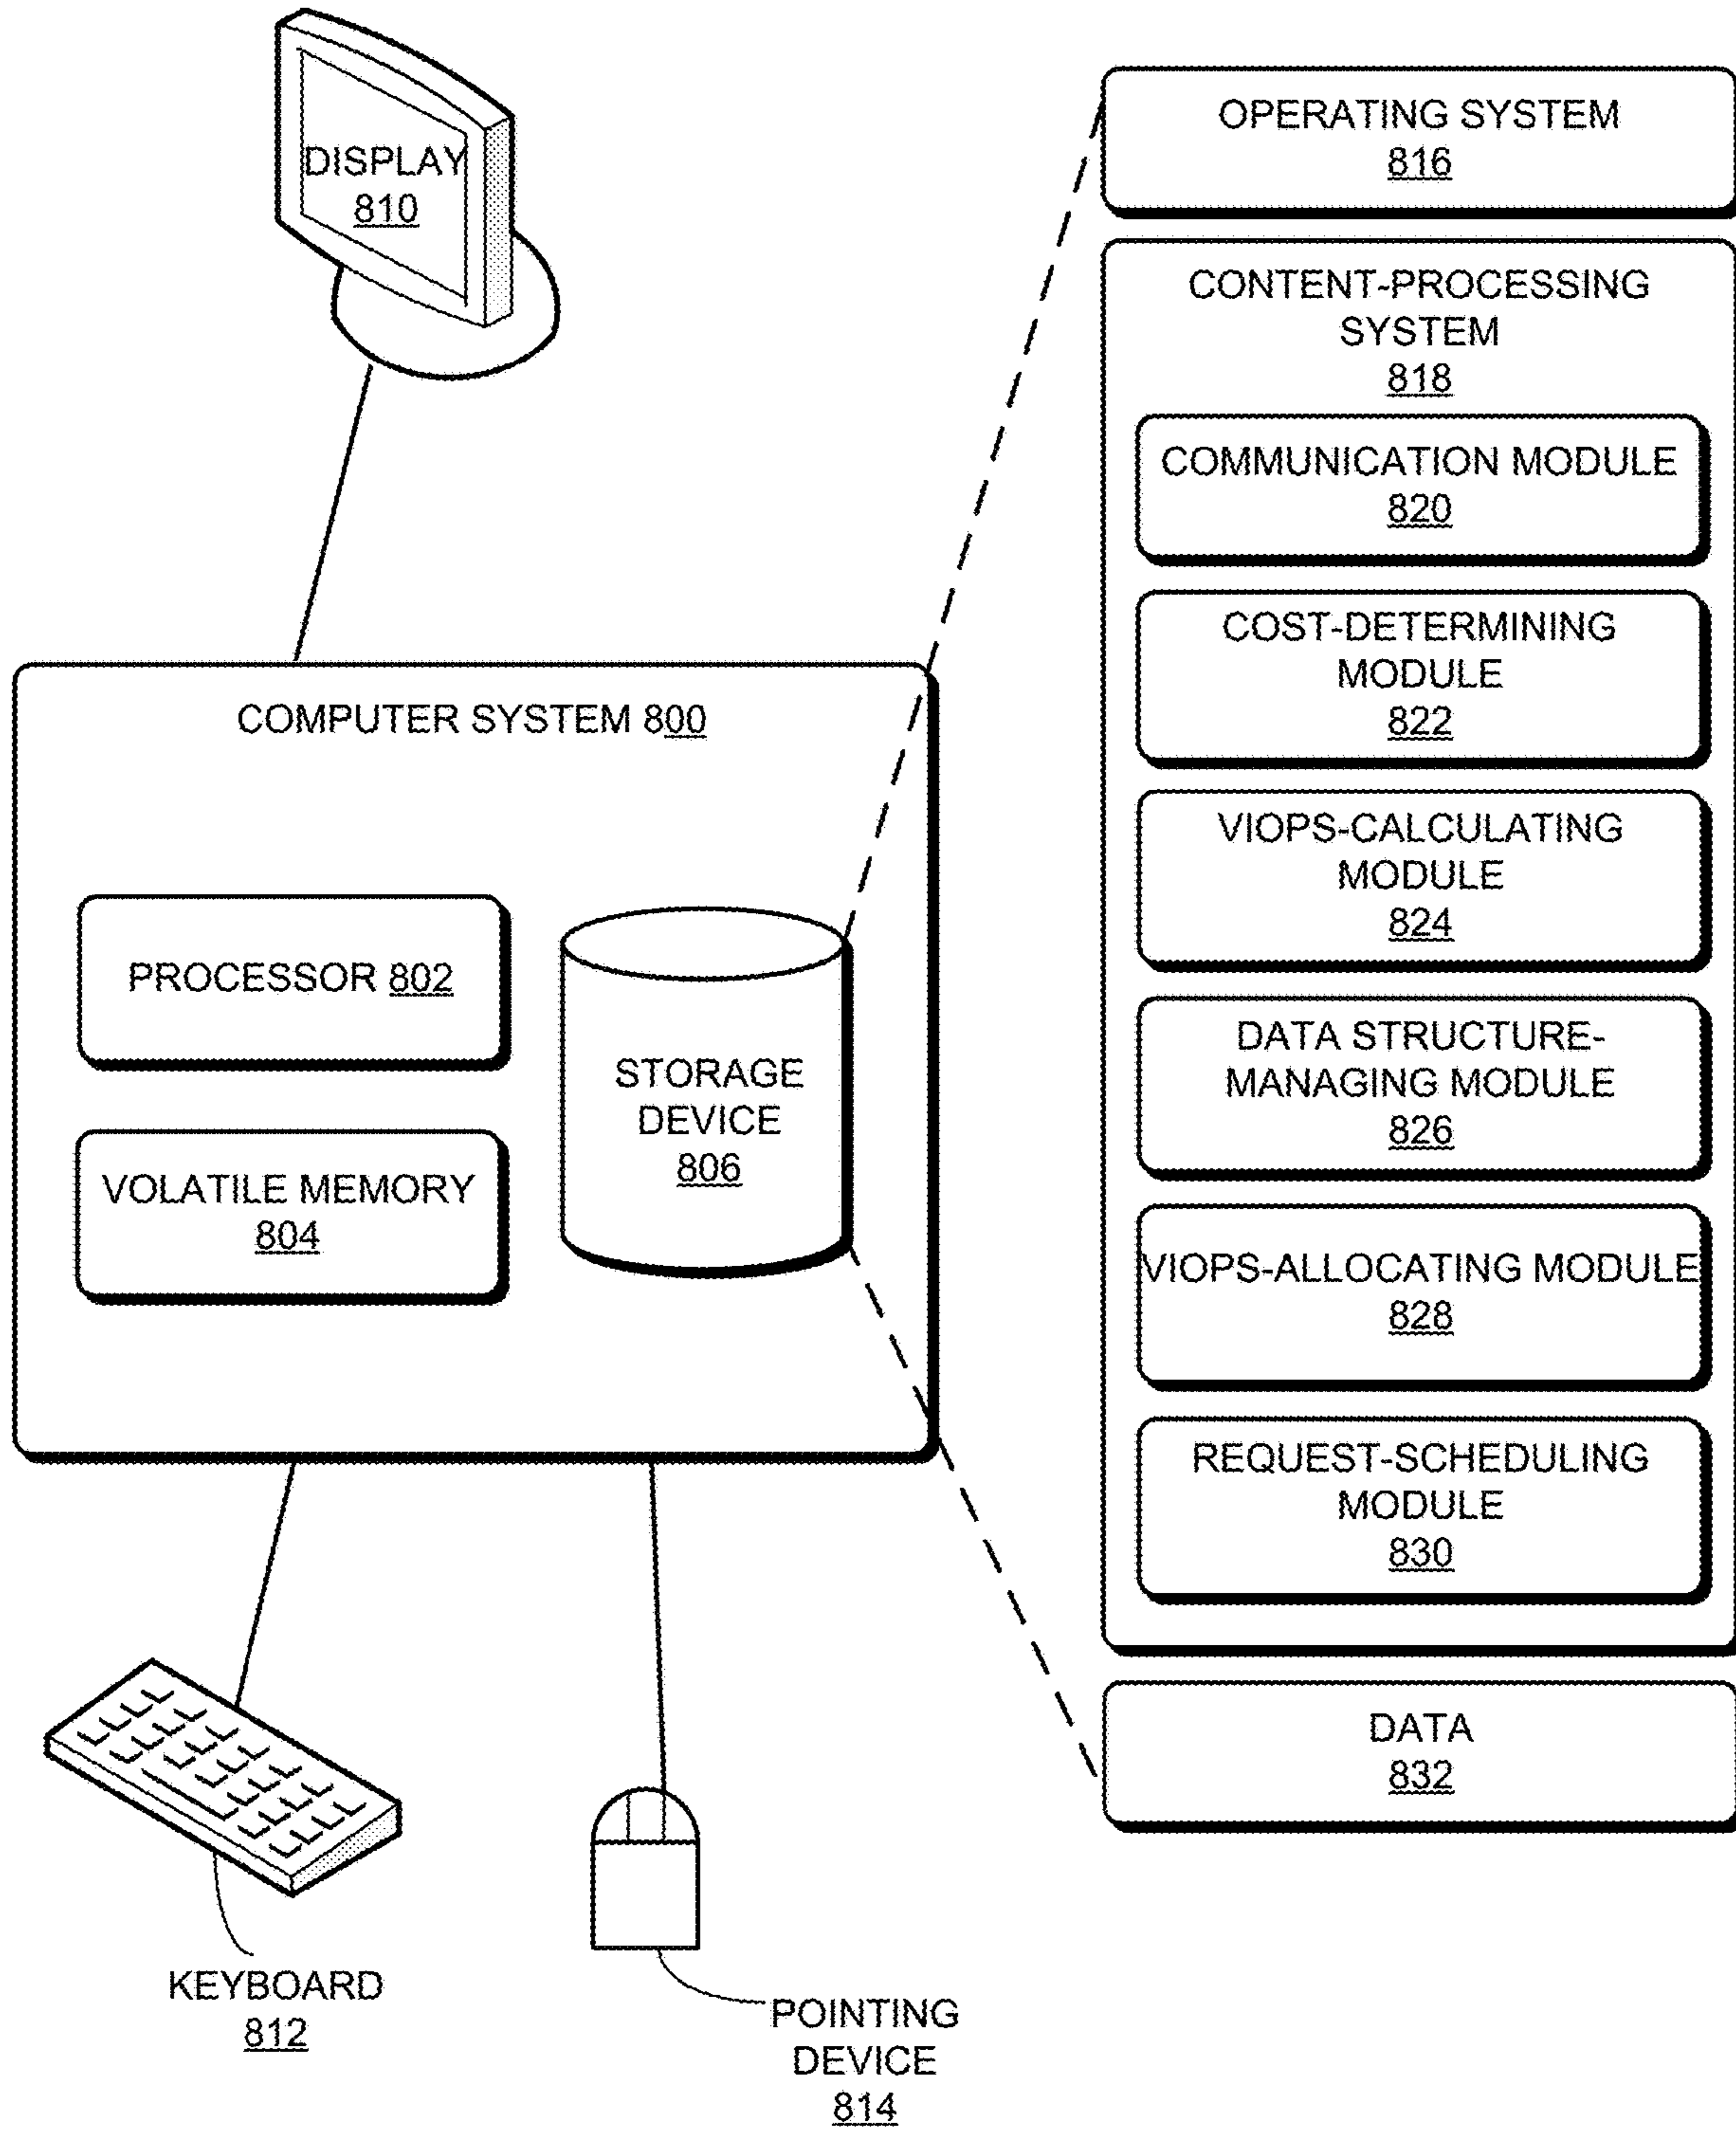 DISPLAY
810
COMPUTER SYSTEM 800
PROCESSOR 802
VOLATILE MEMORY
804
STORAGE
DEVICE
806
KEYBOARD
812
POINTING
DEVICE
814
OPERATING SYSTEM
816
CONTENT-PROCESSING
SYSTEM
818
COMMUNICATION MODULE
820
COST-DETERMINING
MODULE
822
VIOPS-CALCULATING
MODULE
824
DATA STRUCTURE-
MANAGING MODULE
826
VIOPS-ALLOCATING MODULE
828
REQUEST-SCHEDULING
MODULE
830
DATA
832